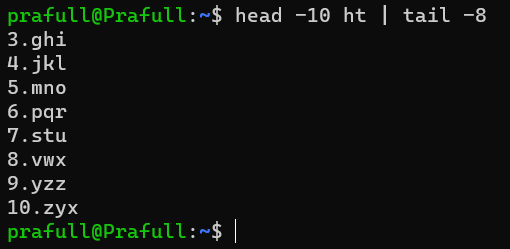 prafull@Prafull:~$ head -10 ht | tail -8
3.ghi
4.jkl
5.mno
6.pqr
7.stu
8.vwx
9.yzz
10.zyx
prafull@Prafull:~$